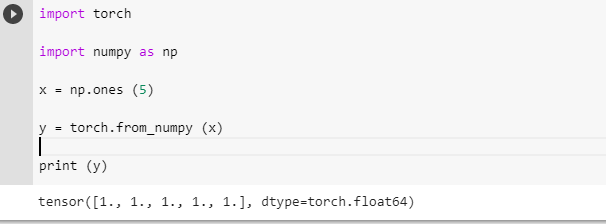 import torch
import numpy as np
x = np.ones (5)
y = torch.from_numpy (x)
print (y)
tensor([1., 1., 1., 1., 1.], dtype=torch.float64)